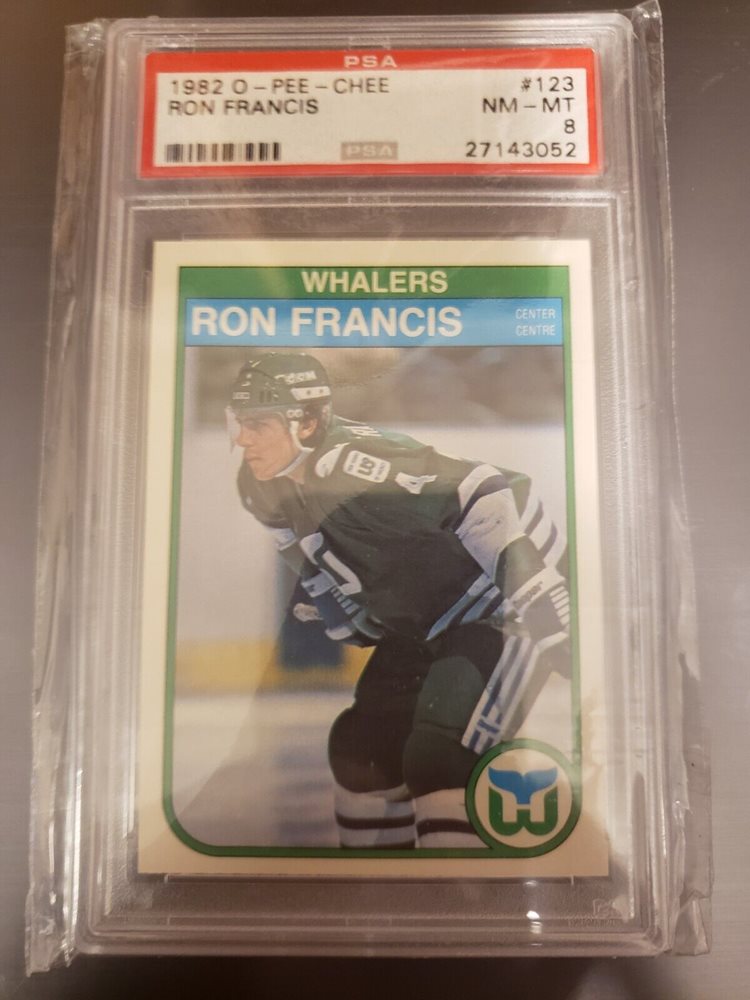 PSA
1982 O-PEE-CHEE #123
RON FRANCIS NM-MT
8
PSA 27143052
WHALERS
RON FRANCIS CENTER
CENTRE